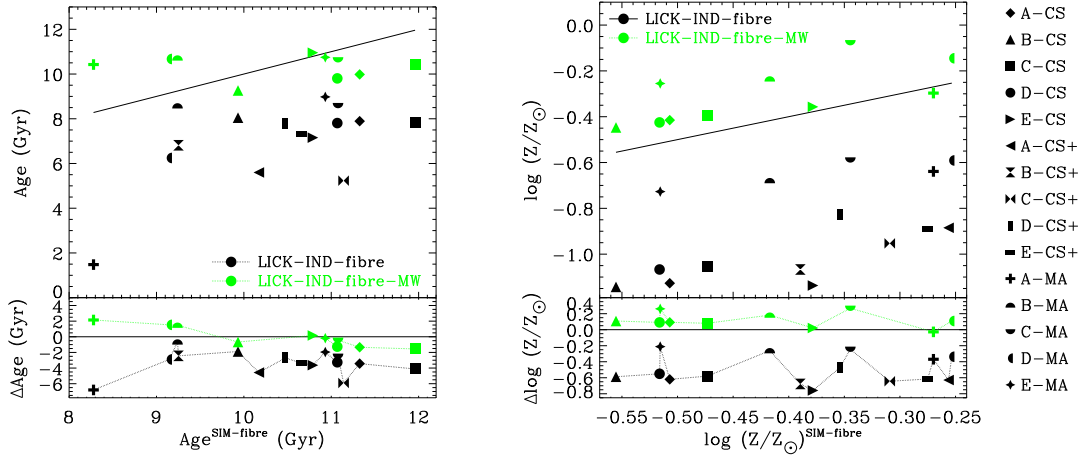 12
10
8
6
4
2
0
Age (Gyr)
LICK-IND-fibre
LICK-IND-fibre-MW
4
2
0
-2
-4
-6
ΔAge (Gyr)
8 9 10 11 12
Age^SIM-fibre (Gyr)
0.0
-0.2
-0.4
-0.6
-0.8
-1.0
log (Z/Z⊙)
LICK-IND-fibre
LICK-IND-fibre-MW
0.4
0.2
0.0
-0.2
-0.4
-0.6
-0.8
Δlog (Z/Z⊙)
-0.55 -0.50 -0.45 -0.40 -0.35 -0.30 -0.25
log (Z/Z⊙)^SIM-fibre
A-CS
B-CS
C-CS
D-CS
E-CS
A-CS+
B-CS+
C-CS+
D-CS+
E-CS+
A-MA
B-MA
C-MA
D-MA
E-MA